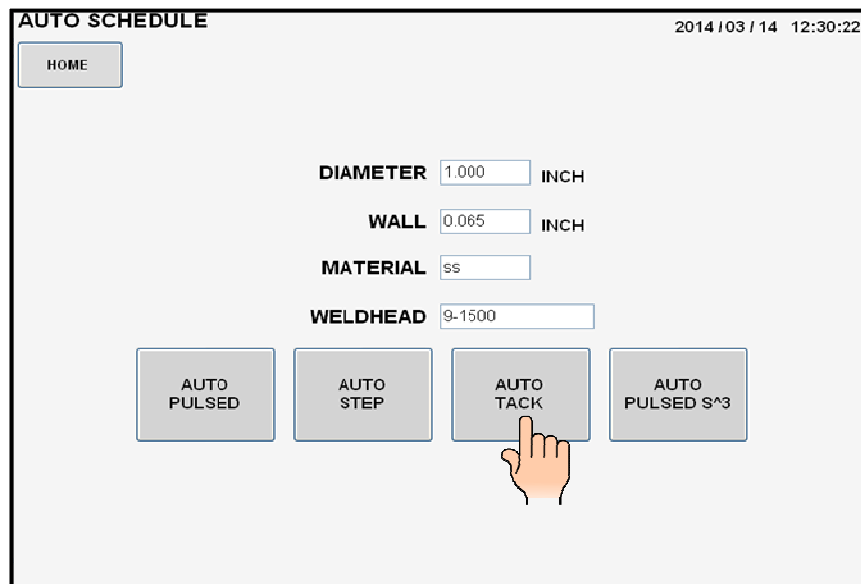 AUTO SCHEDULE
2014 / 03 / 14 12:30:22
HOME
DIAMETER 1.000 INCH
WALL 0.065 INCH
MATERIAL ss
WELDHEAD 9-1500
AUTO PULSED
AUTO STEP
AUTO TACK
AUTO PULSED S^3